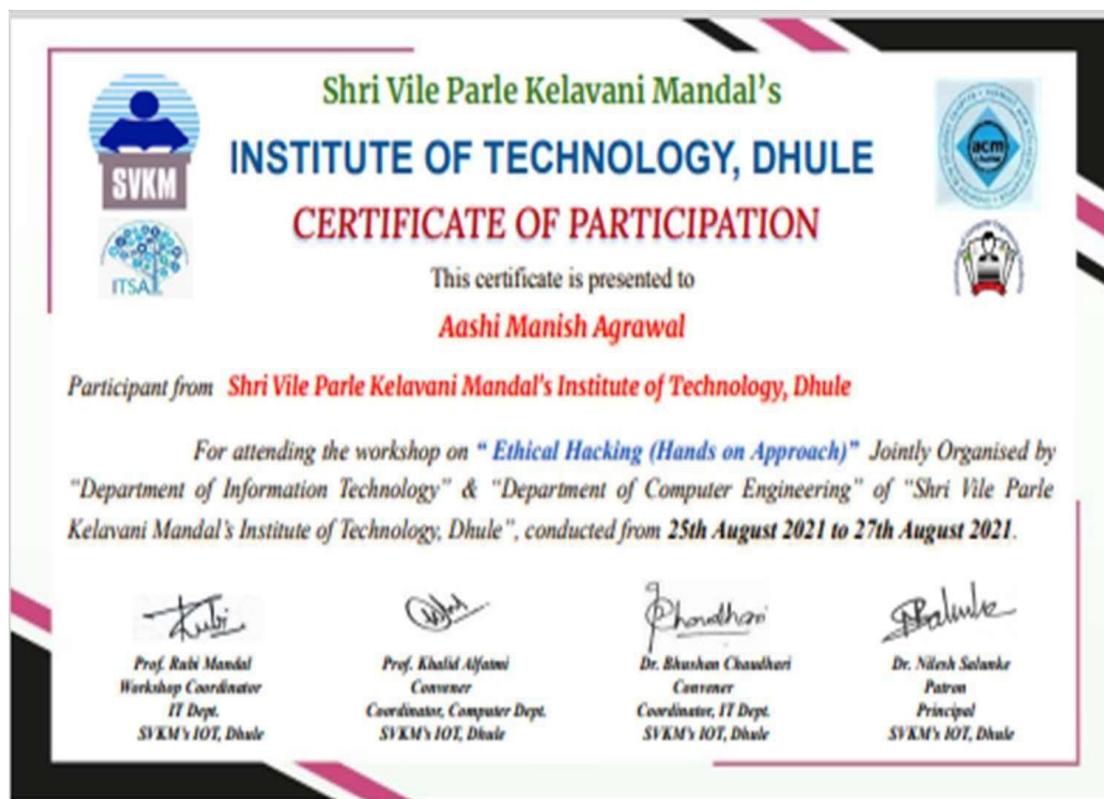 Shri Vile Parle Kelavani Mandal's
INSTITUTE OF TECHNOLOGY, DHULE
CERTIFICATE OF PARTICIPATION
This certificate is presented to
Aashi Manish Agrawal
Participant from Shri Vile Parle Kelavani Mandal's Institute of Technology, Dhule
For attending the workshop on “ Ethical Hacking (Hands on Approach)” Jointly Organised by
“Department of Information Technology” & “Department of Computer Engineering” of “Shri Vile Parle
Kelavani Mandal's Institute of Technology, Dhule”, conducted from 25th August 2021 to 27th August 2021.
SVKM
ITSA
acm
Rubi
Chaudhari
Salunke
Prof. Rubi Mandal
Workshop Coordinator
IT Dept.
SVKM's IOT, Dhule
Prof. Khalid Alfatmi
Convener
Coordinator, Computer Dept.
SVKM's IOT, Dhule
Dr. Bhushan Chaudhari
Convener
Coordinator, IT Dept.
SVKM's IOT, Dhule
Dr. Nilesh Salunke
Patron
Principal
SVKM's IOT, Dhule